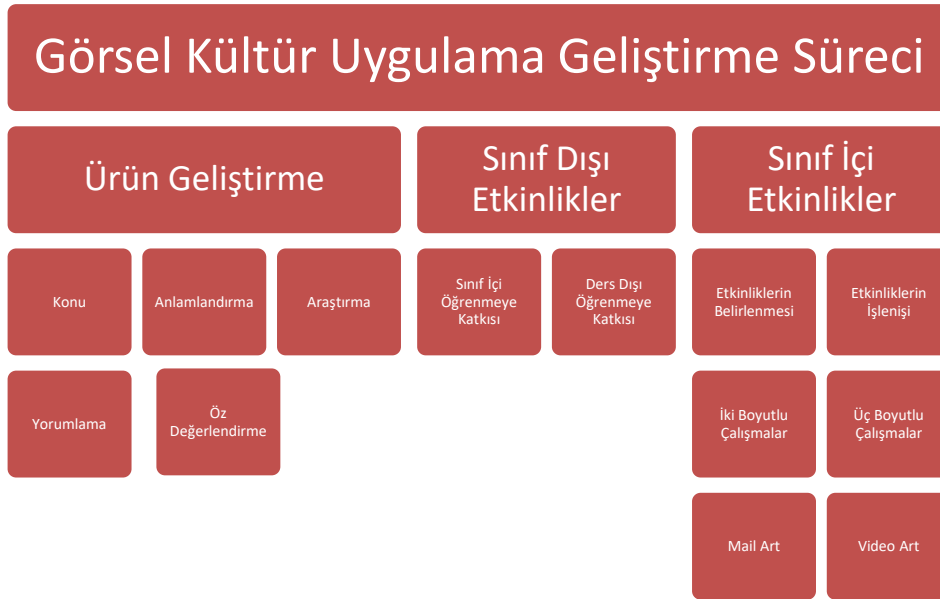 Görsel Kültür Uygulama Geliştirme Süreci
Ürün Geliştirme
Sınıf Dışı
Etkinlikler
Sınıf İçi
Etkinlikler
Konu
Anlamlandırma
Araştırma
Sınıf İçi
Öğrenmeye
Katkısı
Ders Dışı
Öğrenmeye
Katkısı
Etkinliklerin
Belirlenmesi
Etkinliklerin
İşlenişi
Yorumlama
Öz
Değerlendirme
İki Boyutlu
Çalışmalar
Üç Boyutlu
Çalışmalar
Mail Art
Video Art